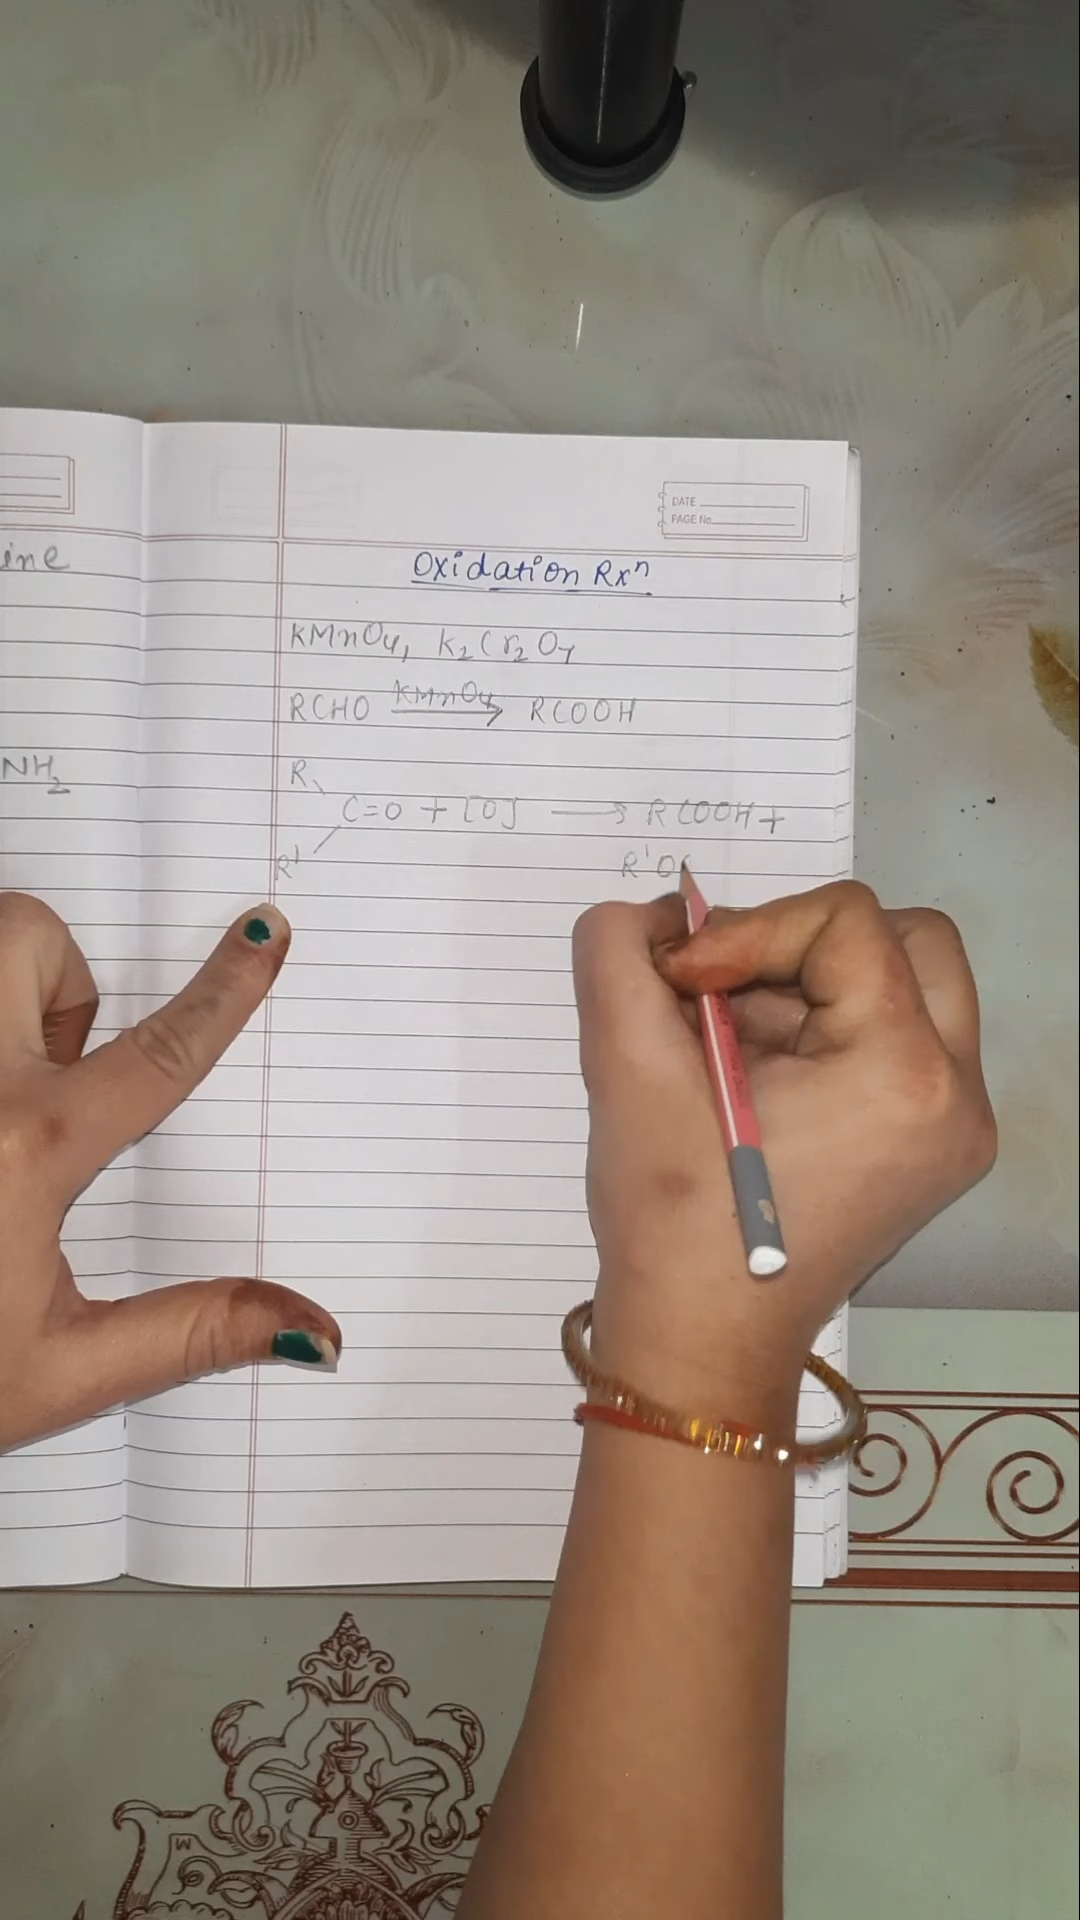 ine
NH₂
DATE
PAGE No.
Oxidation Rxⁿ
KMnO₄, K₂Cr₂O₇
RCHO KMnO₄→ RCOOH
R
C=O + [O] → RCOOH +
R' R'O